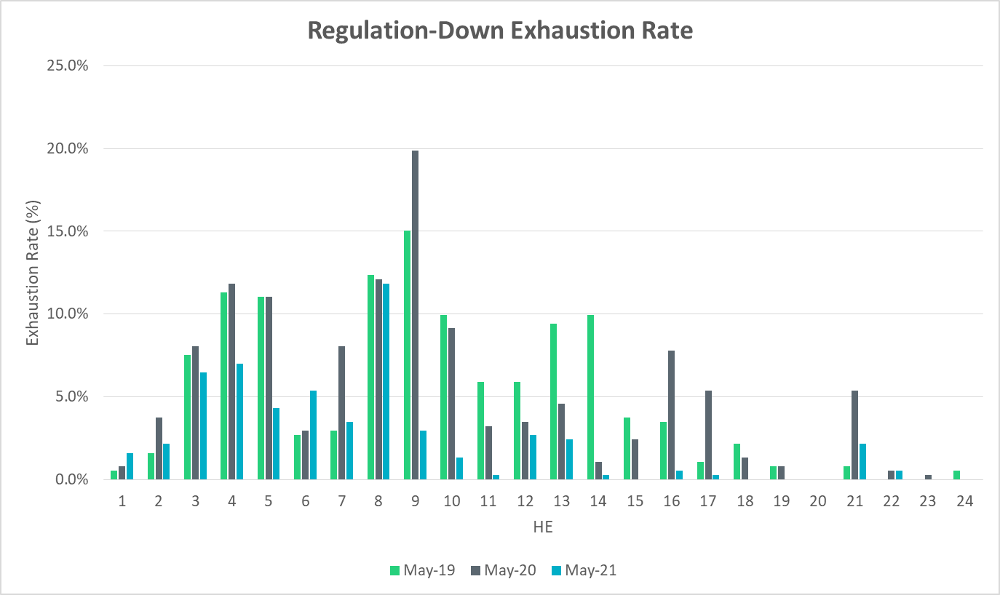 Regulation-Down Exhaustion Rate
25.0%
20.0%
15.0%
10.0%
5.0%
0.0%
Exhaustion Rate (%)
1 2 3 4 5 6 7 8 9 10 11 12 13 14 15 16 17 18 19 20 21 22 23 24
HE
May-19 May-20 May-21